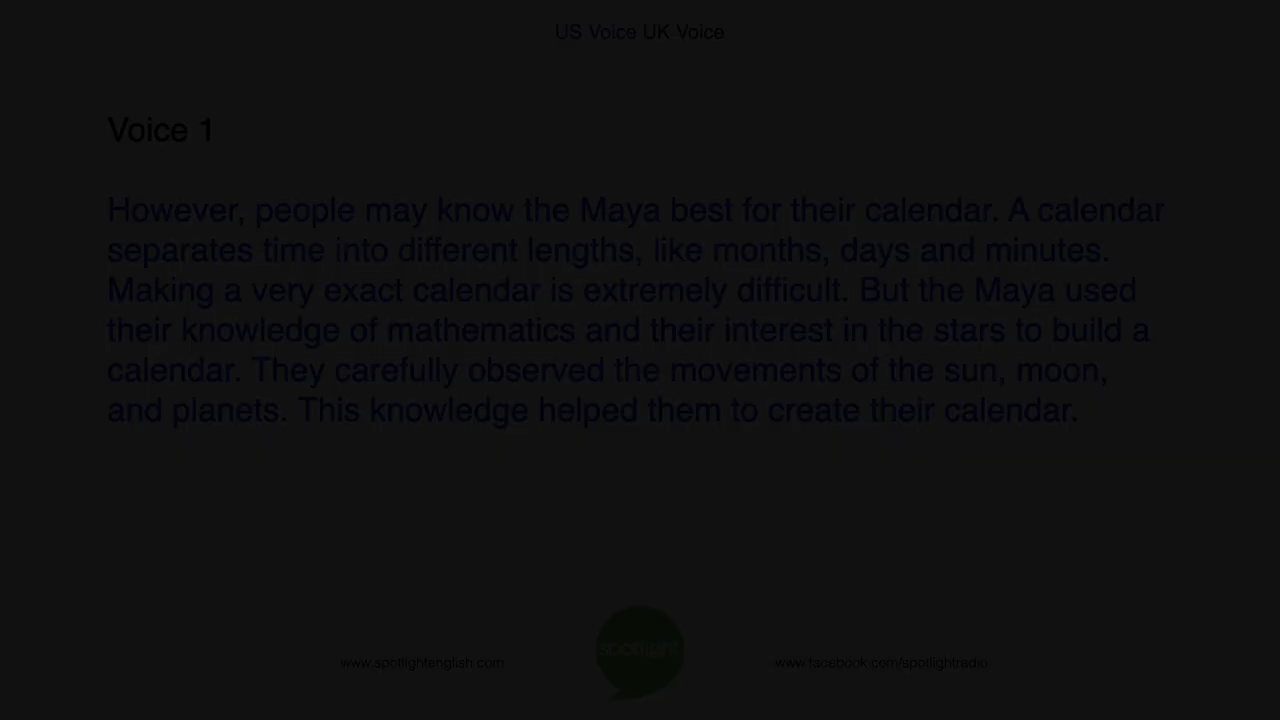 US Voice UK Voice
Voice 1
However, people may know the Maya best for their calendar. A calendar
separates time into different lengths, like months, days and minutes.
Making a very exact calendar is extremely difficult. But the Maya used
their knowledge of mathematics and their interest in the stars to build a
calendar. They carefully observed the movements of the sun, moon,
and planets. This knowledge helped them to create their calendar.
spotlight
www.spotlightenglish.com
www.facebook.com/spotlightradio